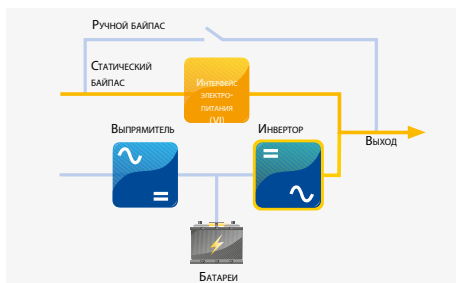 Ручной байпас
Статический
байпас
Интерфейс
электро-
питания
(VI)
Выпрямитель
Инвертор
Выход
Батареи